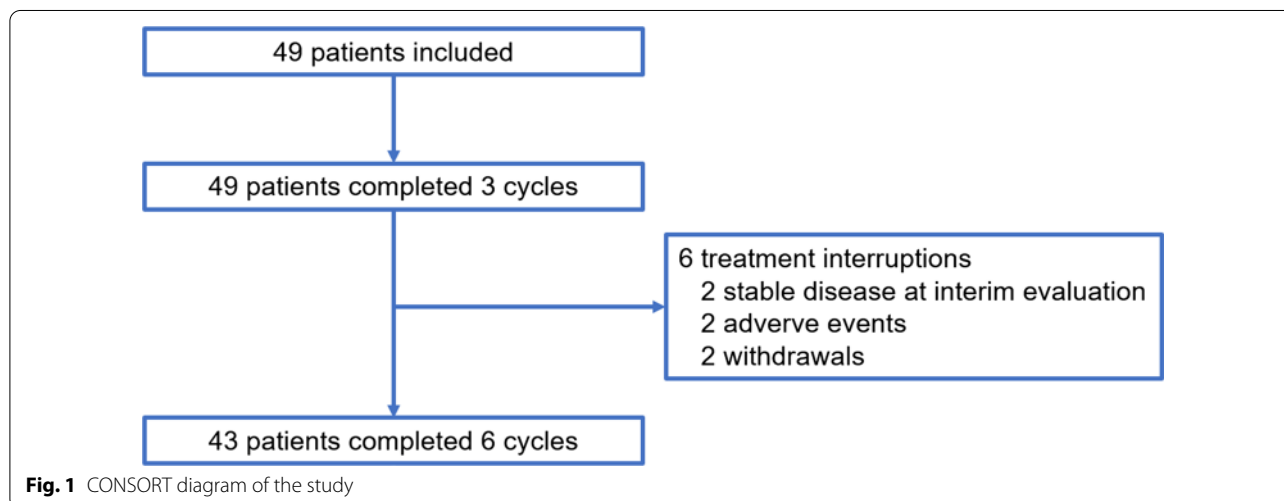 49 patients included
49 patients completed 3 cycles
6 treatment interruptions
2 stable disease at interim evaluation
2 adverve events
2 withdrawals
43 patients completed 6 cycles
Fig. 1 CONSORT diagram of the study